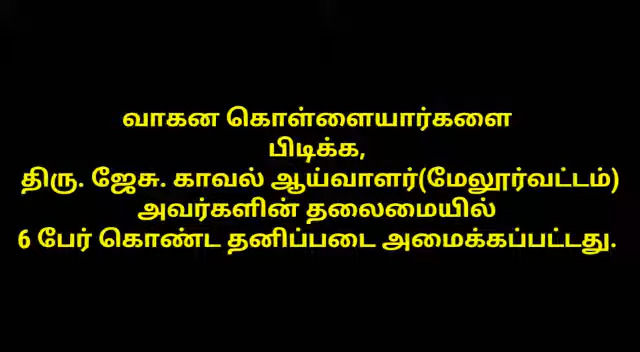 வாகன கொள்ளையார்களை
பிடிக்க,
திரு. ஜேசு. காவல் ஆய்வாளர்(மேலூர்வட்டம்)
அவர்களின் தலைமையில்
6 பேர் கொண்ட தனிப்படை அமைக்கப்பட்டது.